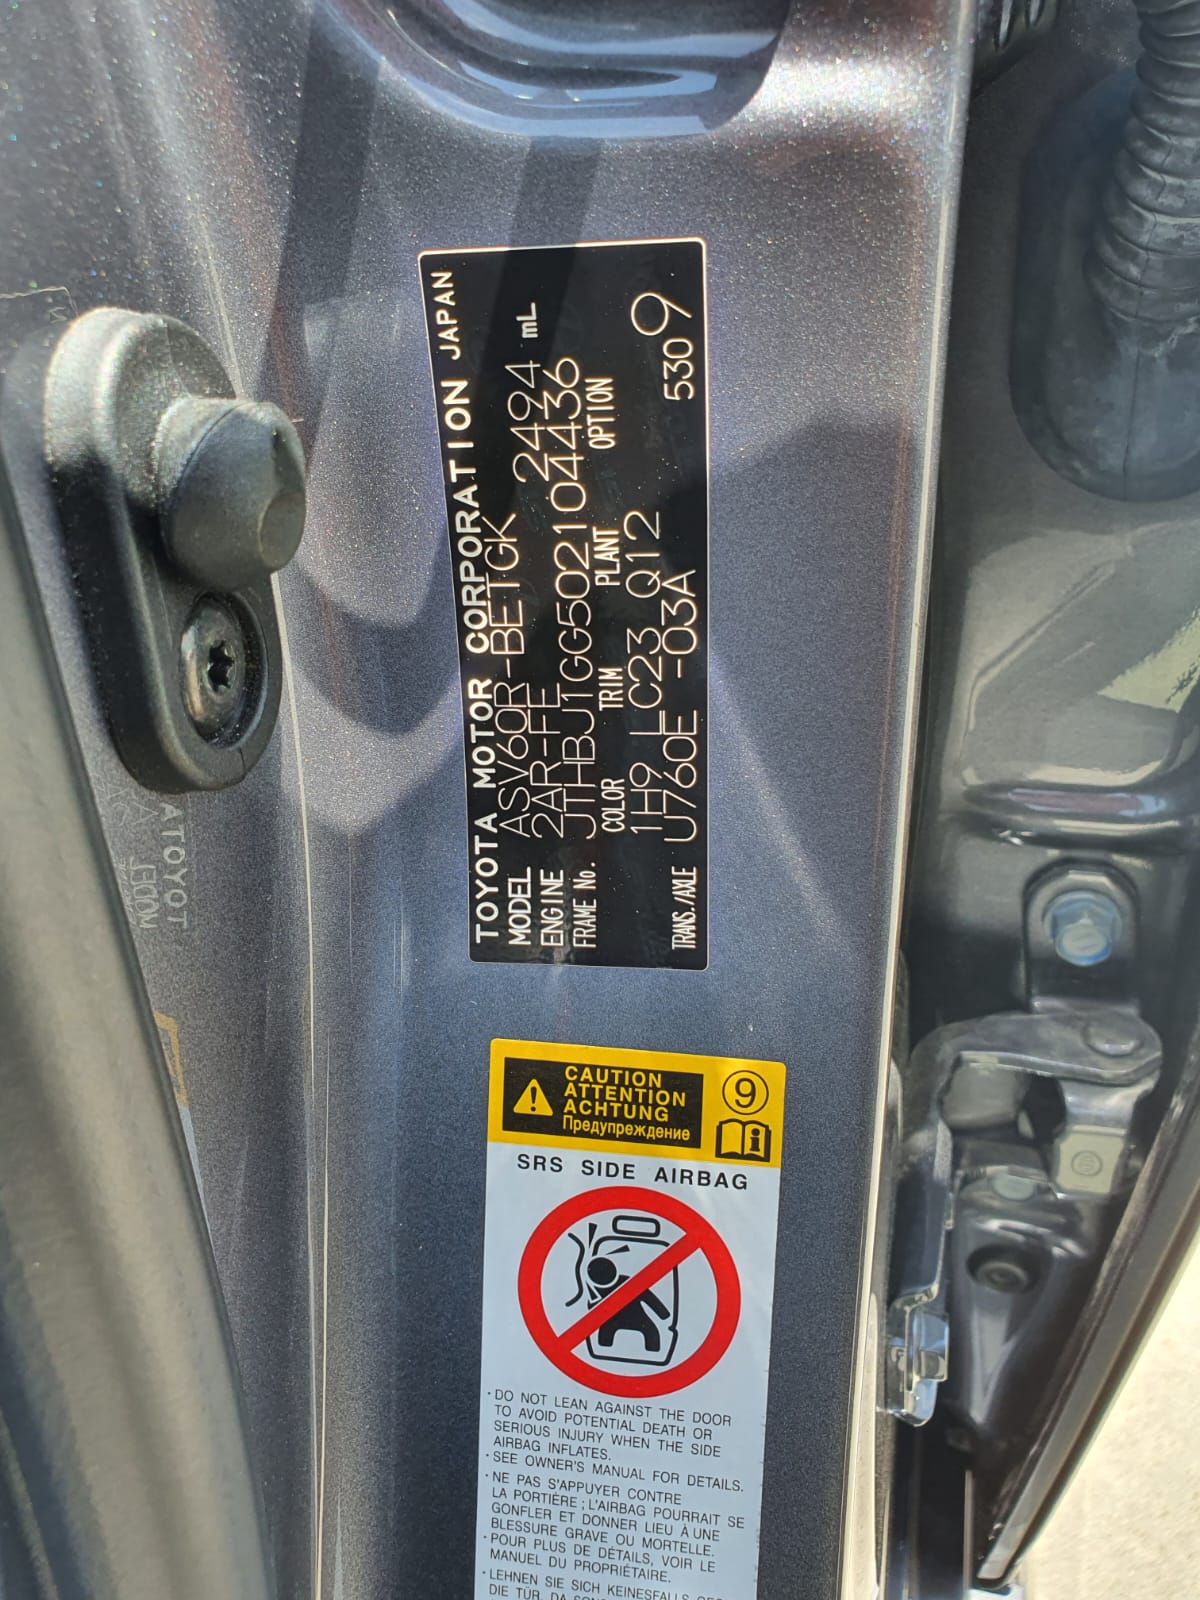 TOYOTA MOTOR CORPORATION JAPAN
MODEL ASV60R-BETGK
ENGINE 2AR-FE 2494 mL
FRAME No. JTHBJ1GG502104436
COLOR TRIM PLANT OPTION
1H9 LC23 Q12
TRANS./AXLE U760E -03A 5309
CAUTION
ATTENTION
ACHTUNG
Предупреждение
9
SRS SIDE AIRBAG
·DO NOT LEAN AGAINST THE DOOR
TO AVOID POTENTIAL DEATH OR
SERIOUS INJURY WHEN THE SIDE
AIRBAG INFLATES.
·SEE OWNER'S MANUAL FOR DETAILS.
·NE PAS S'APPUYER CONTRE
LA PORTIÈRE ; L'AIRBAG POURRAIT SE
GONFLER ET DONNER LIEU À UNE
BLESSURE GRAVE OU MORTELLE.
·POUR PLUS DE DÉTAILS, VOIR LE
MANUEL DU PROPRIÉTAIRE.
·LEHNEN SIE SICH KEINESFALLS
DIE TÜR, DA